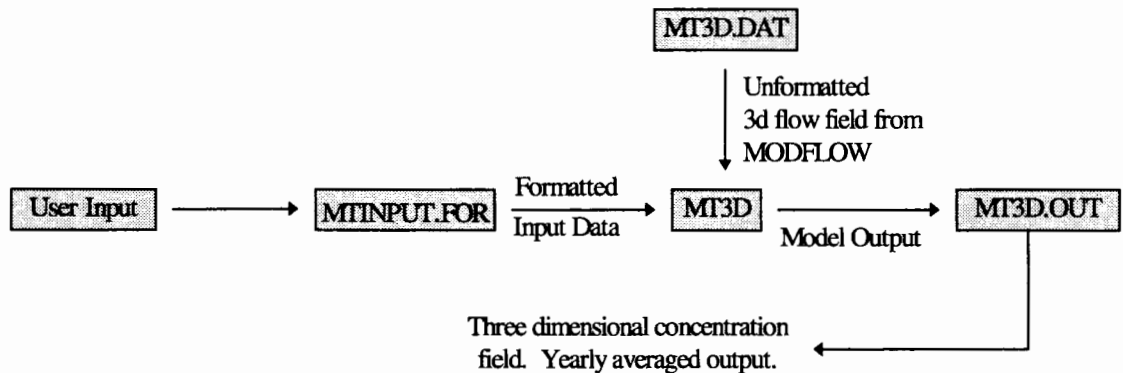 MT3D.DAT
Unformatted
3d flow field from
MODFLOW
User Input
MTINPUT.FOR
Formatted
Input Data
MT3D
Model Output
MT3D.OUT
Three dimensional concentration
field. Yearly averaged output.